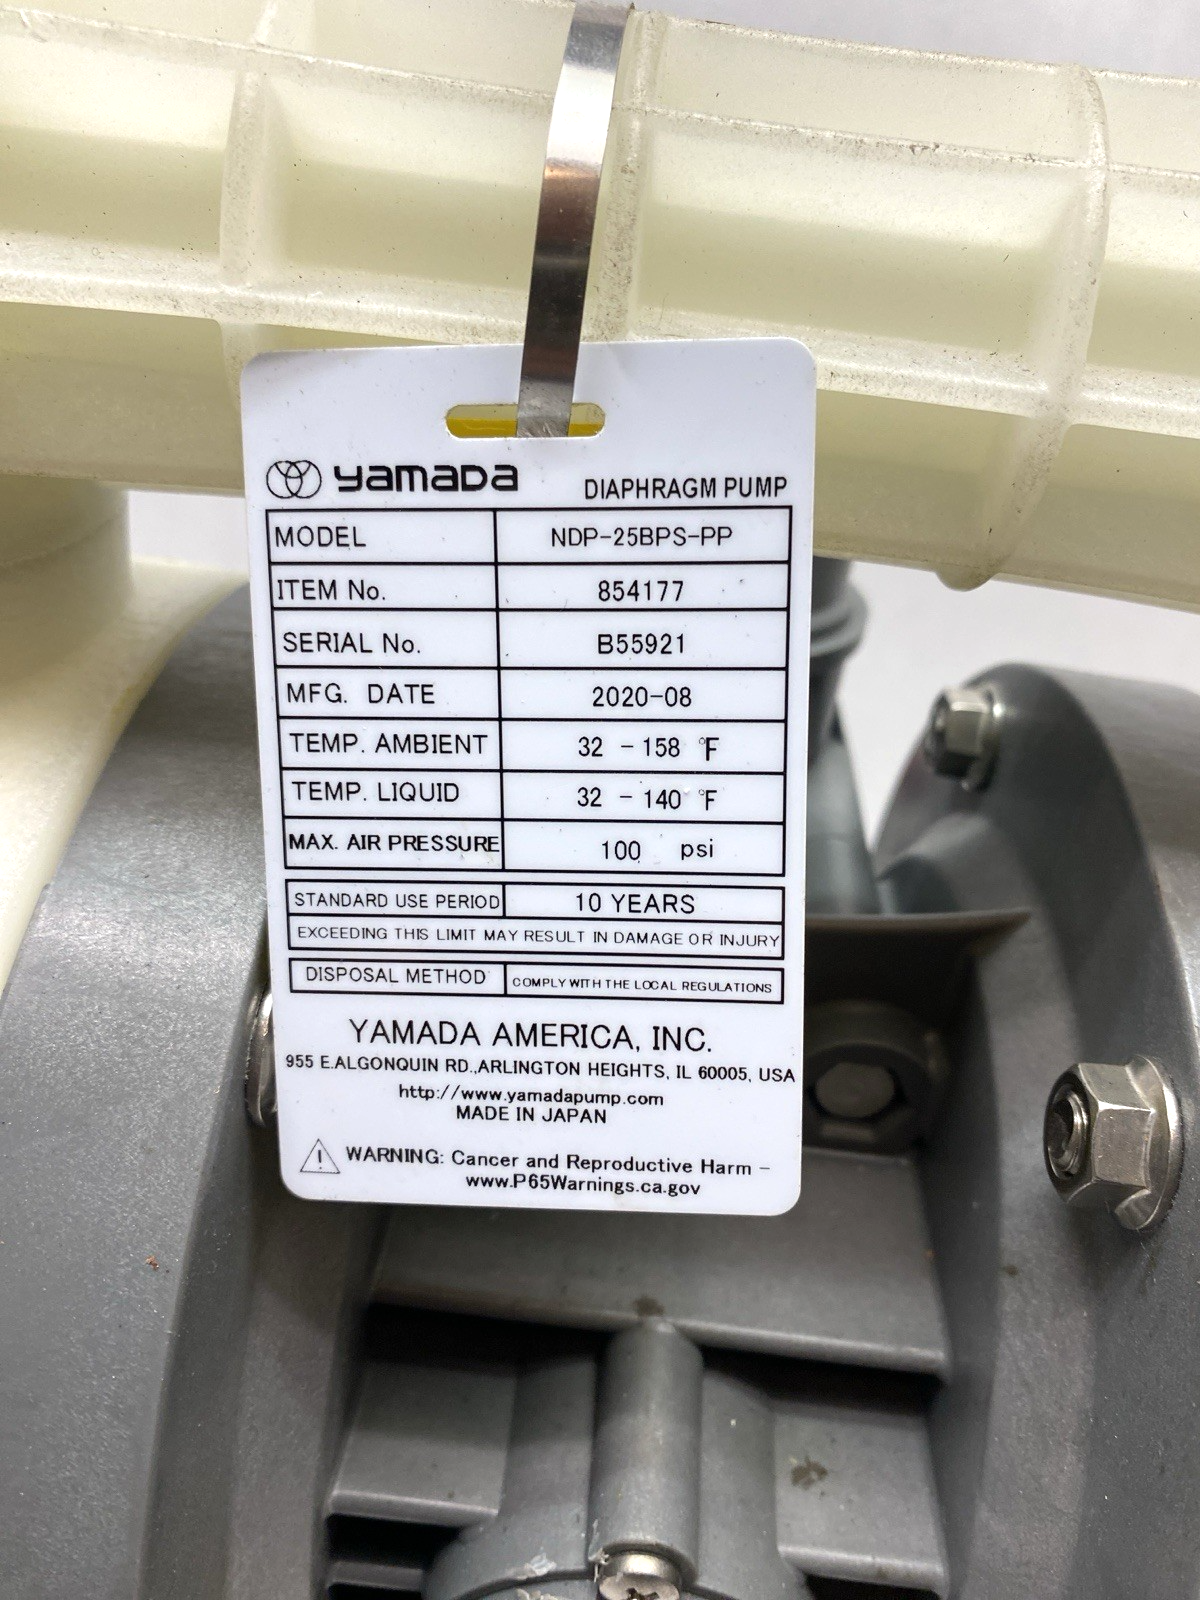 yamada DIAPHRAGM PUMP
MODEL NDP-25BPS-PP
ITEM No. 854177
SERIAL No. B55921
MFG. DATE 2020-08
TEMP. AMBIENT 32 - 158 °F
TEMP. LIQUID 32 - 140 °F
MAX. AIR PRESSURE 100 psi
STANDARD USE PERIOD 10 YEARS
EXCEEDING THIS LIMIT MAY RESULT IN DAMAGE OR INJURY
DISPOSAL METHOD COMPLY WITH THE LOCAL REGULATIONS
YAMADA AMERICA, INC.
955 E.ALGONQUIN RD.,ARLINGTON HEIGHTS, IL 60005, USA
http://www.yamadapump.com
MADE IN JAPAN
WARNING: Cancer and Reproductive Harm -
www.P65Warnings.ca.gov